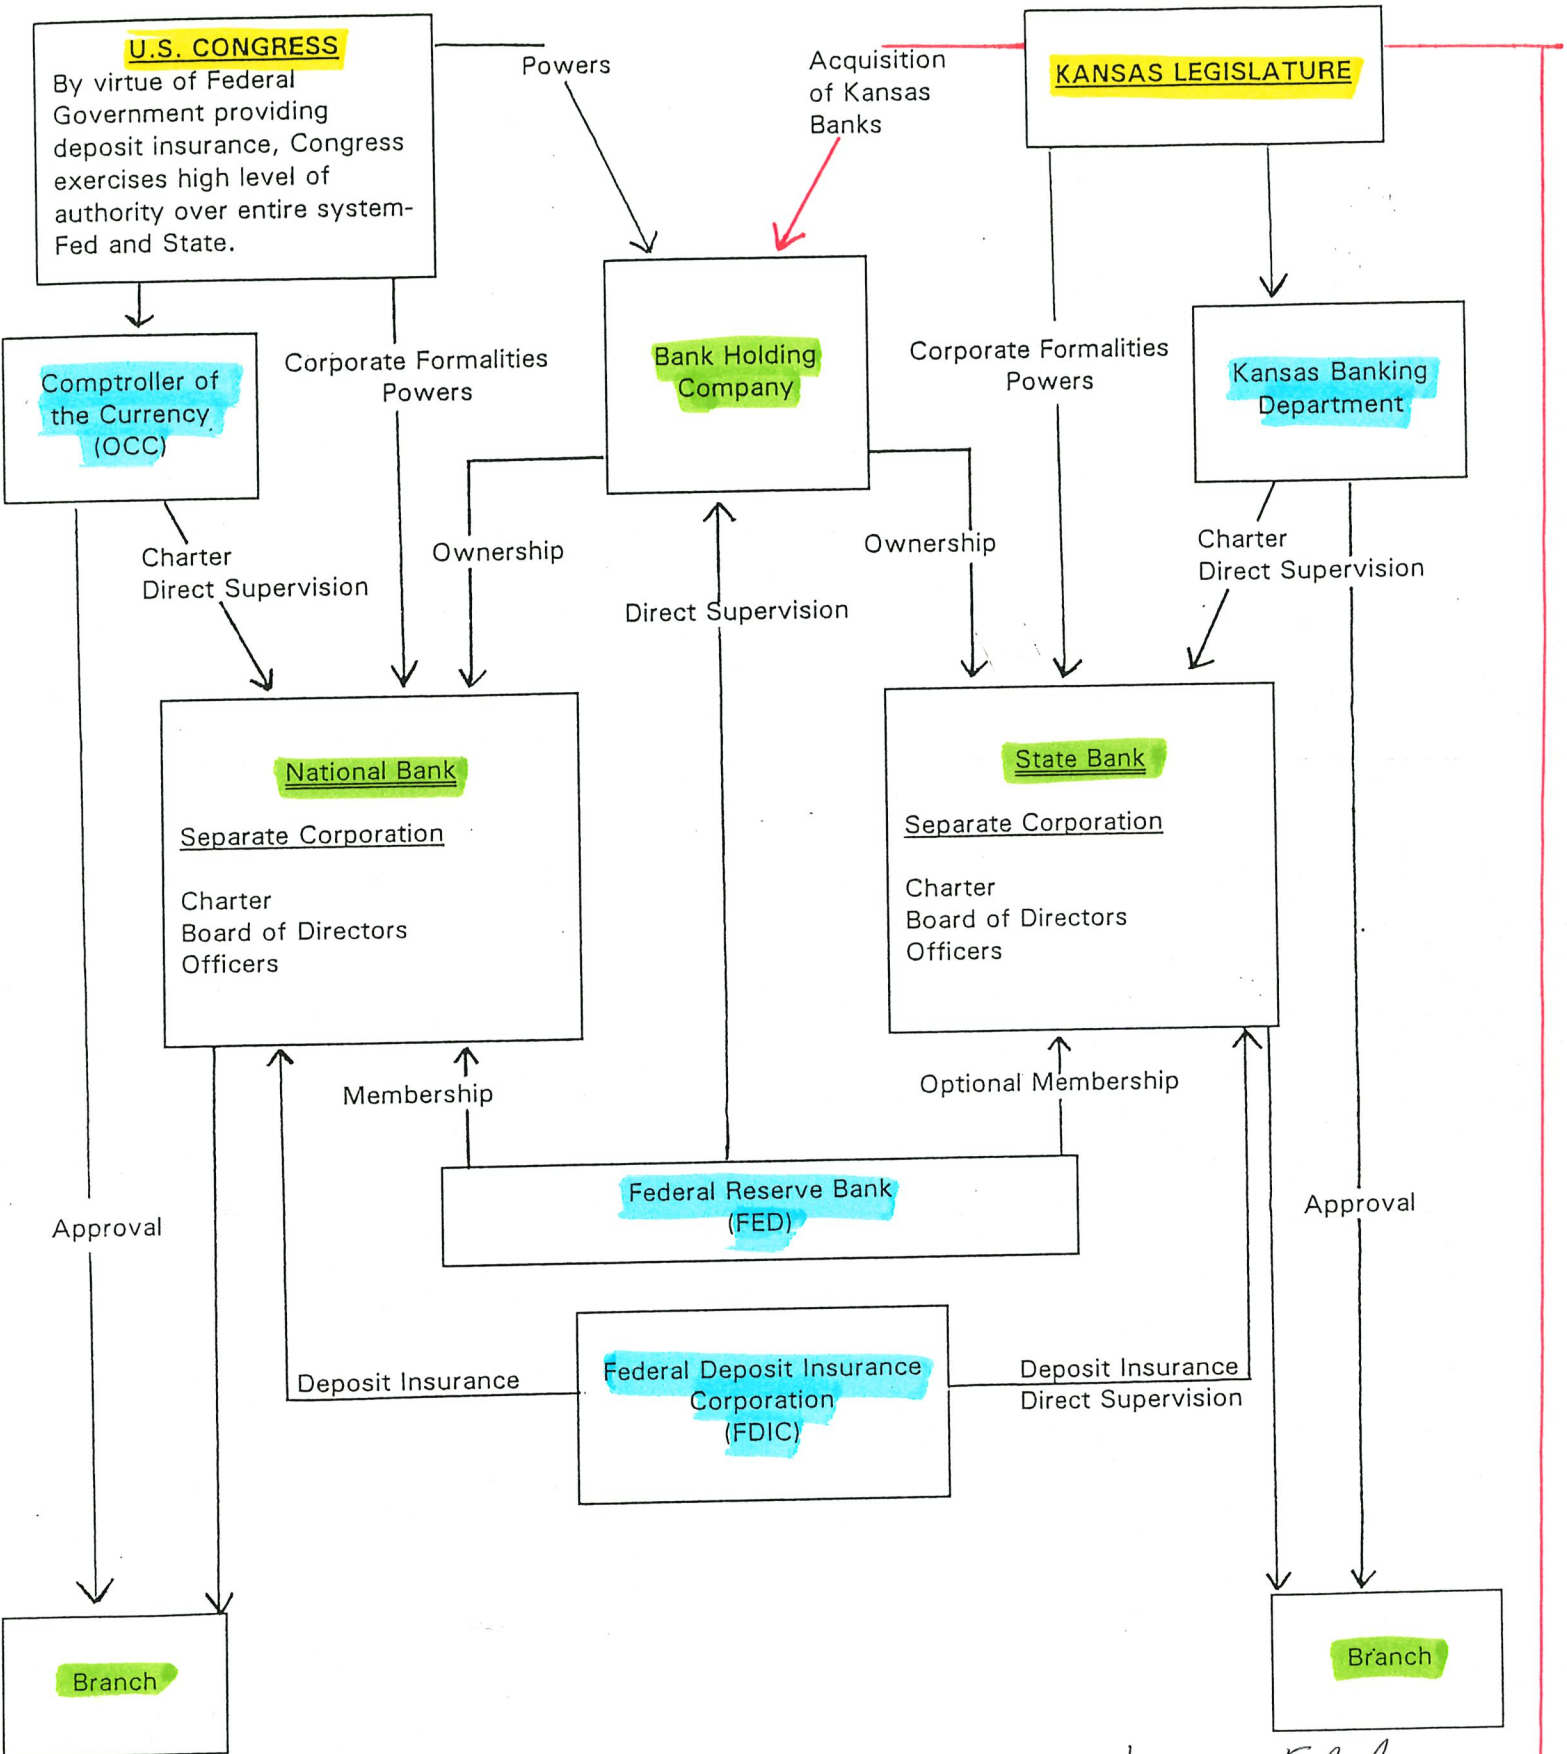 U.S. CONGRESS
By virtue of Federal
Government providing
deposit insurance, Congress
exercises high level of
authority over entire system-
Fed and State.
Powers
Acquisition
of Kansas
Banks
KANSAS LEGISLATURE
Comptroller of
the Currency
(OCC)
Corporate Formalities
Powers
Bank Holding
Company
Corporate Formalities
Powers
Kansas Banking
Department
Charter
Direct Supervision
Ownership
Direct Supervision
Ownership
Charter
Direct Supervision
National Bank
Separate Corporation
Charter
Board of Directors
Officers
State Bank
Separate Corporation
Charter
Board of Directors
Officers
Membership
Optional Membership
Federal Reserve Bank
(FED)
Approval
Approval
Deposit Insurance
Federal Deposit Insurance
Corporation
(FDIC)
Deposit Insurance
Direct Supervision
Branch
Branch